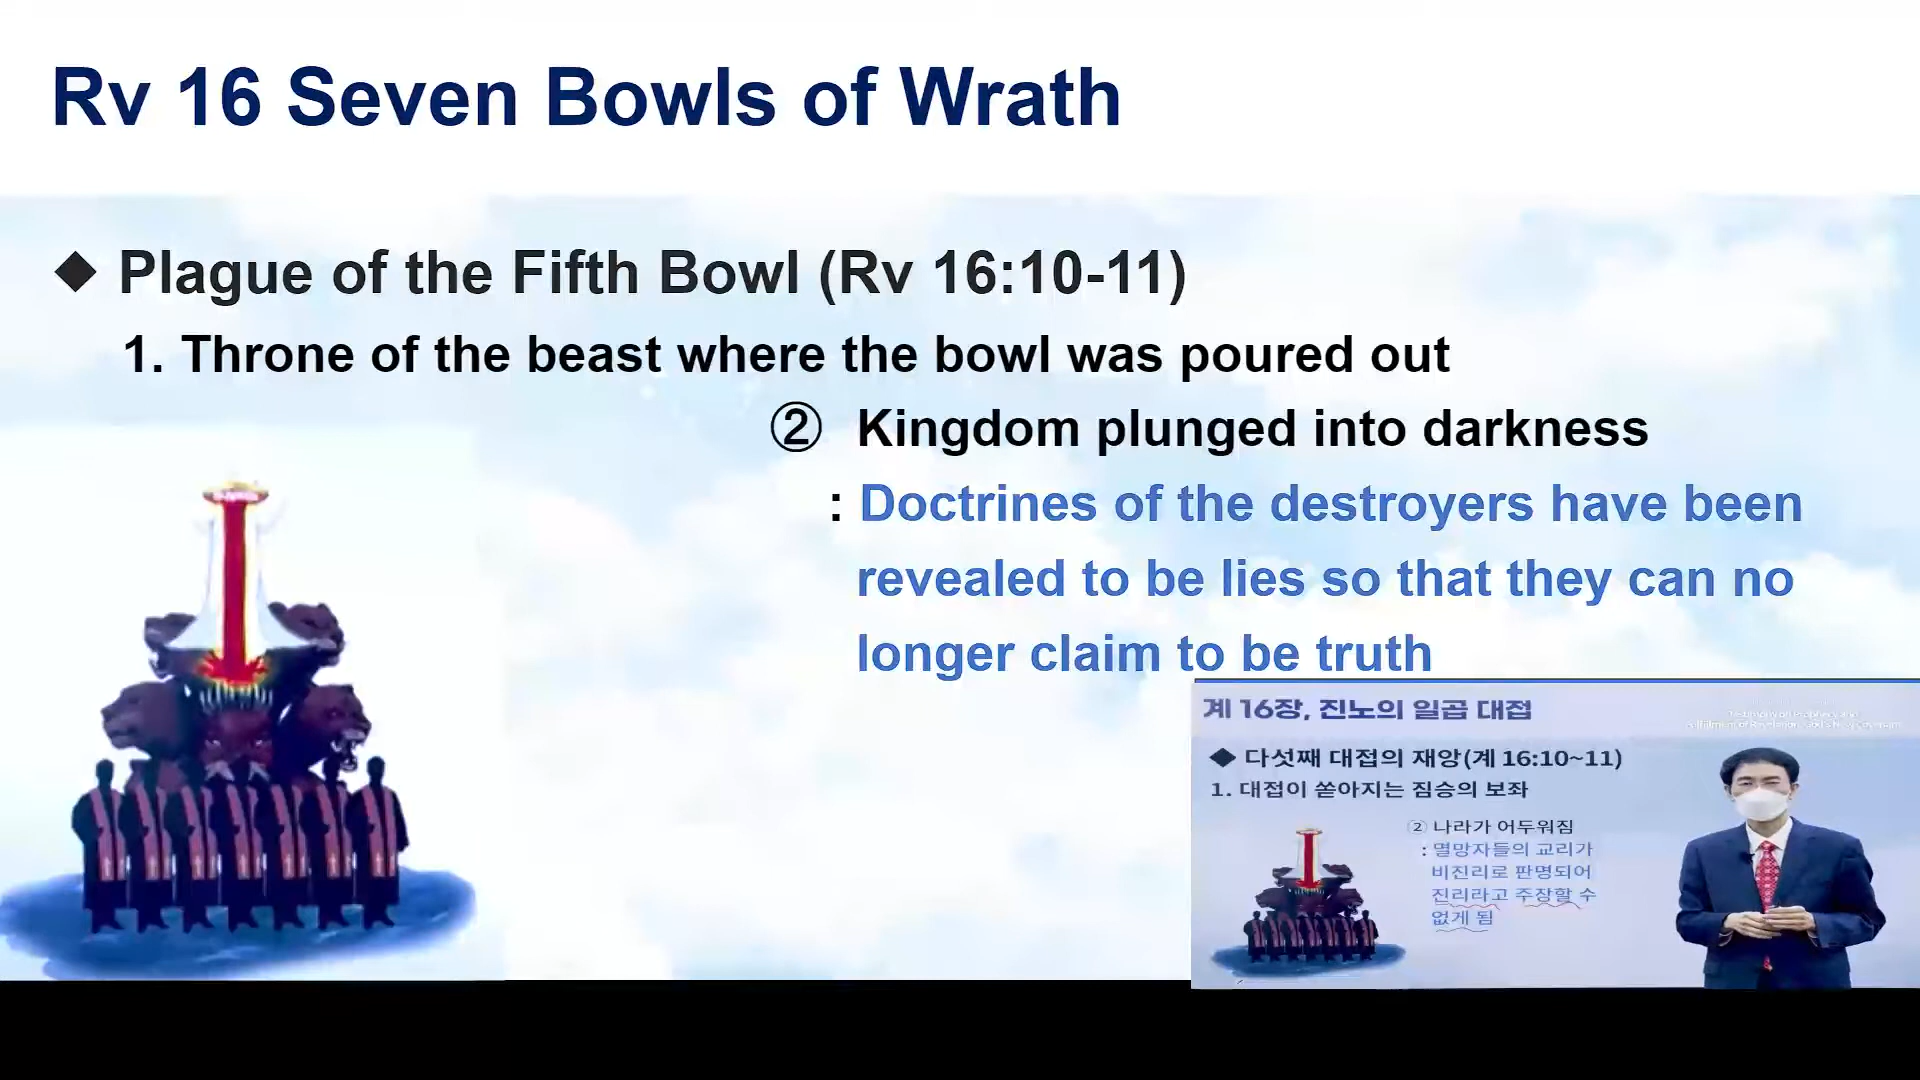 Rv 16 Seven Bowls of Wrath
◆ Plague of the Fifth Bowl (Rv 16:10-11)
1. Throne of the beast where the bowl was poured out
② Kingdom plunged into darkness
: Doctrines of the destroyers have been
revealed to be lies so that they can no
longer claim to be truth
계 16장, 진노의 일곱 대접
Testimony on Prophecy and
◆ 다섯째 대접의 재앙(계 16:10~11)
1. 대접이 쏟아지는 짐승의 보좌
② 나라가 어두워짐
: 멸망자들의 교리가
비진리로 판명되어
진리라고 주장할 수
없게 됨